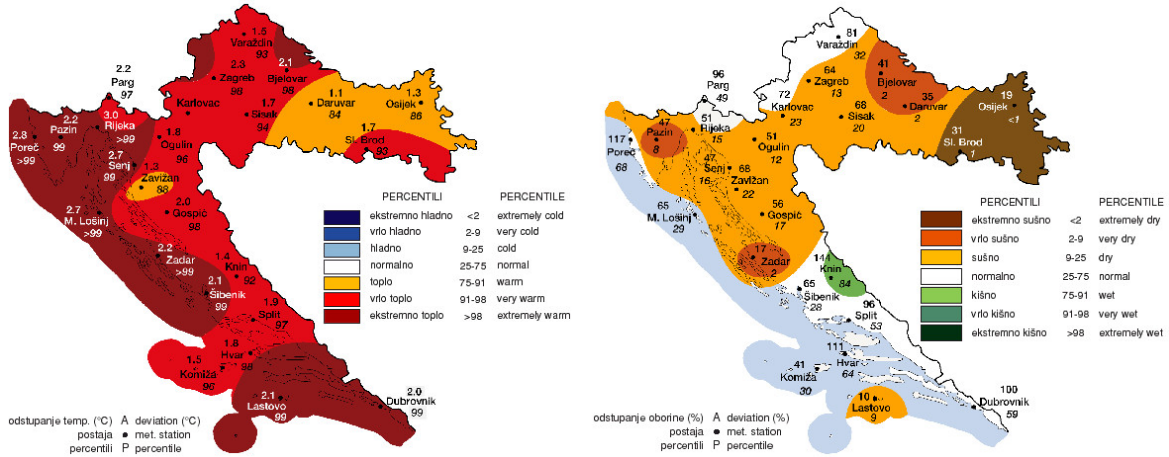 1.5
Varaždin
93
2.3
Zagreb
98
2.1
Bjelovar
98
2.2
Parg
97
Karlovac
1.7
Sisak
94
1.1
Daruvar
84
1.3
Osijek
86
1.7
Sl. Brod
93
2.8
Poreč
>99
2.2
Pazin
99
3.0
Rijeka
>99
1.8
Ogulin
96
2.7
Senj
99
1.3
Zavižan
88
2.7
M. Lošinj
>99
2.0
Gospić
98
2.2
Zadar
>99
1.4
Knin
92
2.1
Šibenik
99
1.9
Split
97
1.8
Hvar
98
1.5
Komiža
96
2.1
Lastovo
99
2.0
Dubrovnik
99
PERCENTILI PERCENTILE
ekstremno hladno <2 extremely cold
vrlo hladno 2-9 very cold
hladno 9-25 cold
normalno 25-75 normal
toplo 75-91 warm
vrlo toplo 91-98 very warm
ekstremno toplo >98 extremely warm
odstupanje temp. (°C) A deviation (°C)
postaja ● met. station
percentili P percentile
81
Varaždin
32
64
Zagreb
13
41
Bjelovar
2
96
Parg
49
72
Karlovac
23
68
Sisak
20
35
Daruvar
2
19
Osijek
<1
31
Sl. Brod
1
117
Poreč
68
47
Pazin
8
51
Rijeka
15
51
Ogulin
12
47
Senj
16
68
Zavižan
22
65
M. Lošinj
29
56
Gospić
17
17
Zadar
2
144
Knin
84
65
Šibenik
28
96
Split
53
111
Hvar
64
41
Komiža
30
10
Lastovo
9
100
Dubrovnik
59
PERCENTILI PERCENTILE
ekstremno sušno <2 extremely dry
vrlo sušno 2-9 very dry
sušno 9-25 dry
normalno 25-75 normal
kišno 75-91 wet
vrlo kišno 91-98 very wet
ekstremno kišno >98 extremely wet
odstupanje oborine (%) A deviation (%)
postaja ● met. station
percentili P percentile